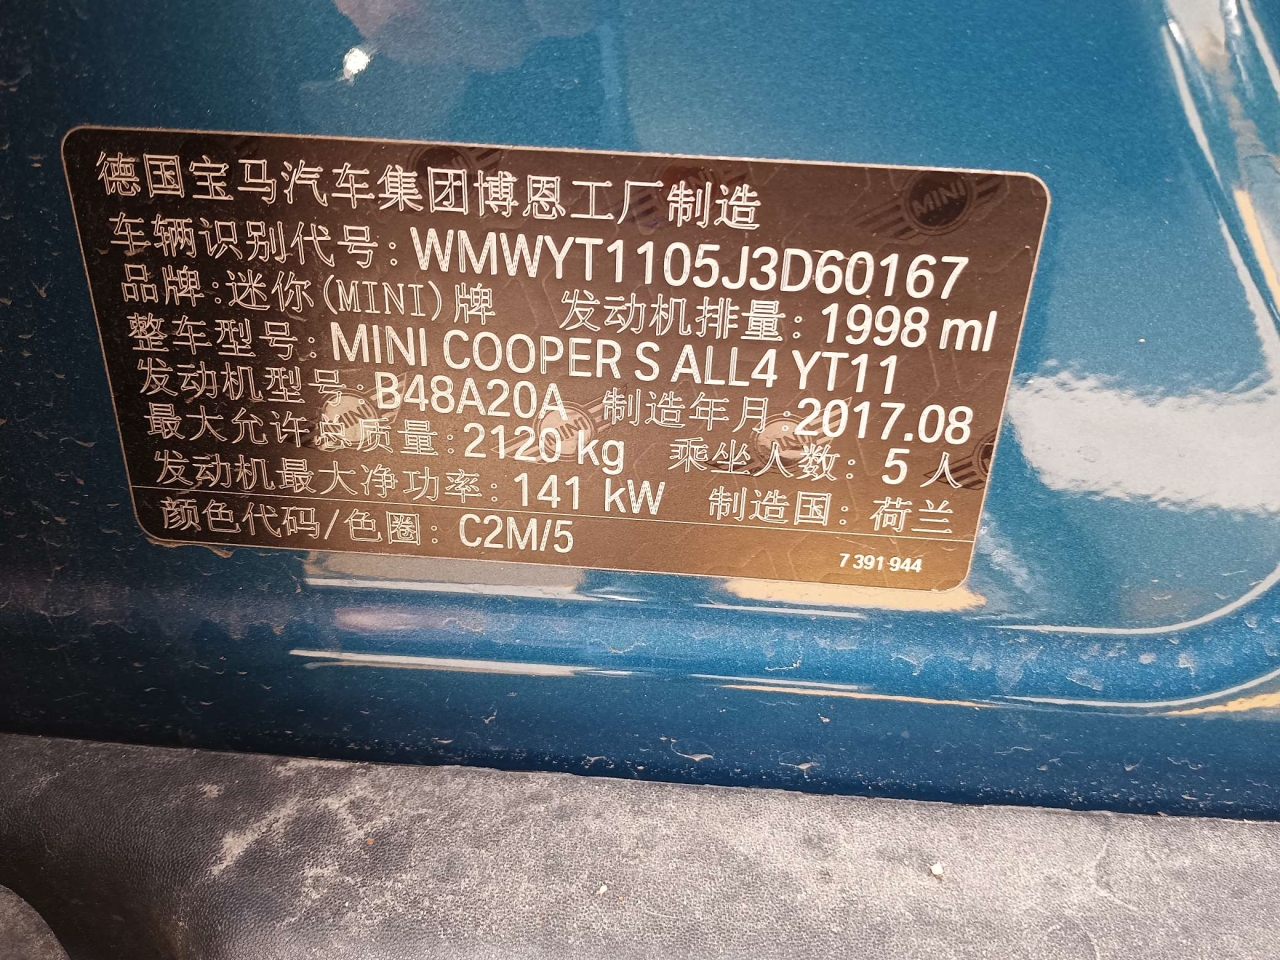 德国宝马汽车集团博恩工厂制造
车辆识别代号:WMWYT1105J3D60167
品牌:迷你(MINI)牌 发动机排量:1998 ml
整车型号:MINI COOPER S ALL4 YT11
发动机型号:B48A20A 制造年月:2017.08
最大允许总质量:2120 kg 乘坐人数:5 人
发动机最大净功率:141 kW 制造国:荷兰
颜色代码/色圈: C2M/5
7 391 944
MINI
MINI
MINI
MINI